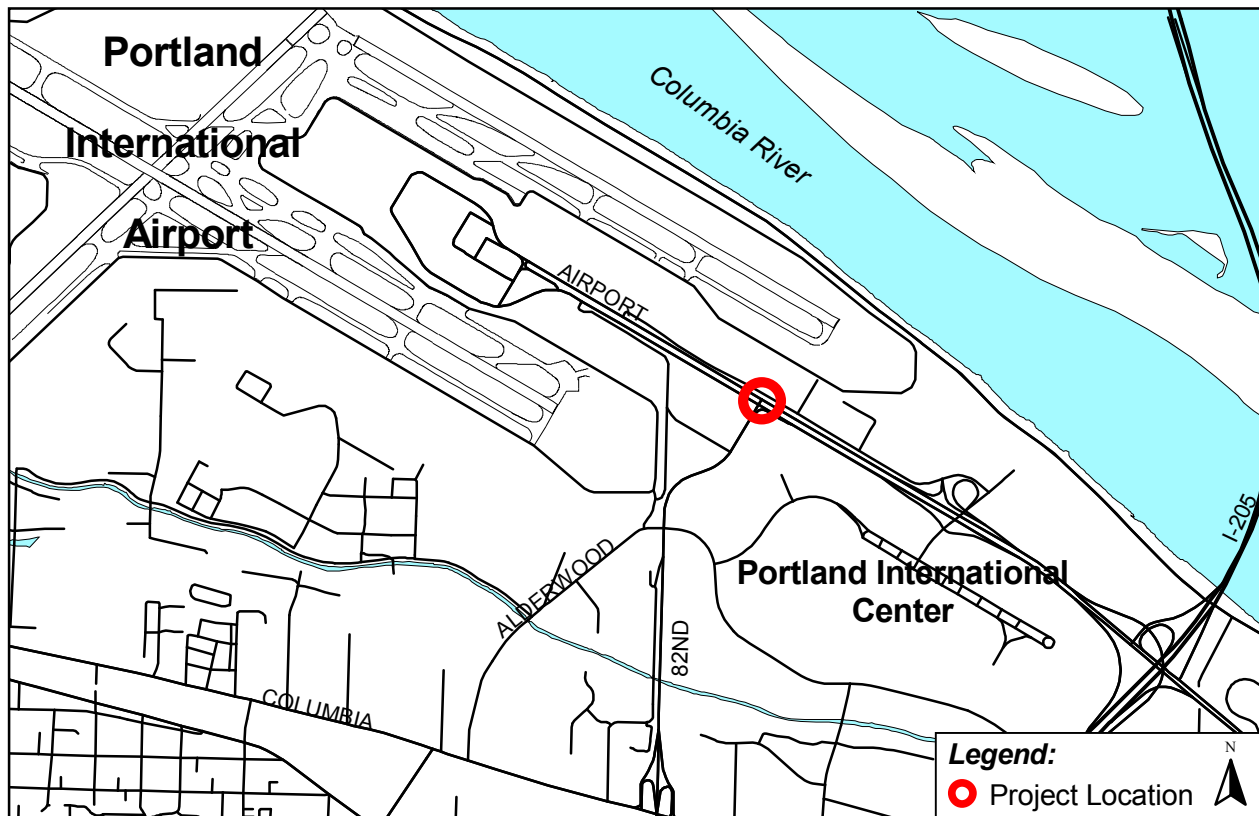 Portland
International
Airport
Columbia River
AIRPORT
I-205
ALDERWOOD
Portland International
Center
82ND
COLUMBIA
Legend:
N
Project Location